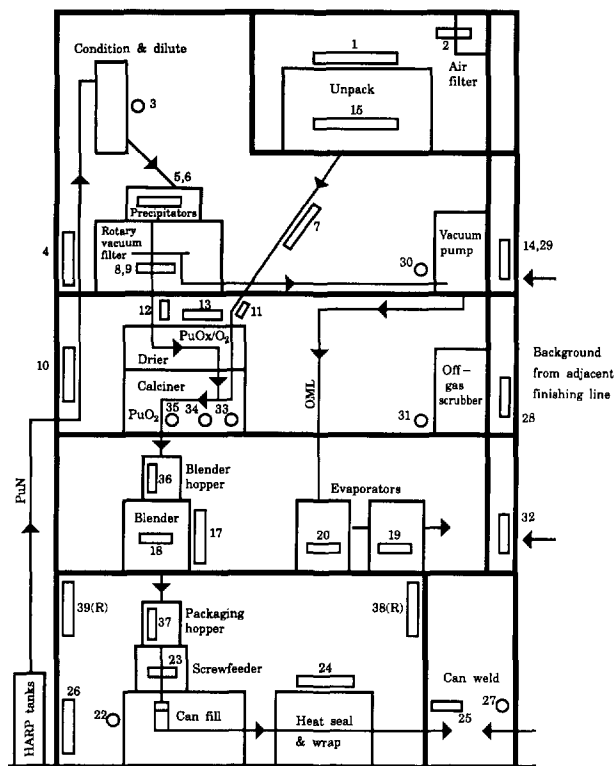 Condition & dilute
1
2
Air
filter
3
Unpack
15
5,6
Precipitators
7
4
Rotary
vacuum
filter
8,9
30
Vacuum
pump
14,29
12
13
11
PuOx/O₂
Drier
10
Calciner
PuO₂
35
34
33
OML
31
Off-
gas
scrubber
28
Background
from adjacent
finishing line
PuN
36
Blender
hopper
Blender
18
17
Evaporators
20
19
32
39(R)
38(R)
37
Packaging
hopper
23
Screwfeeder
24
26
22
Can fill
Heat seal
& wrap
Can weld
25
27
HARP tanks